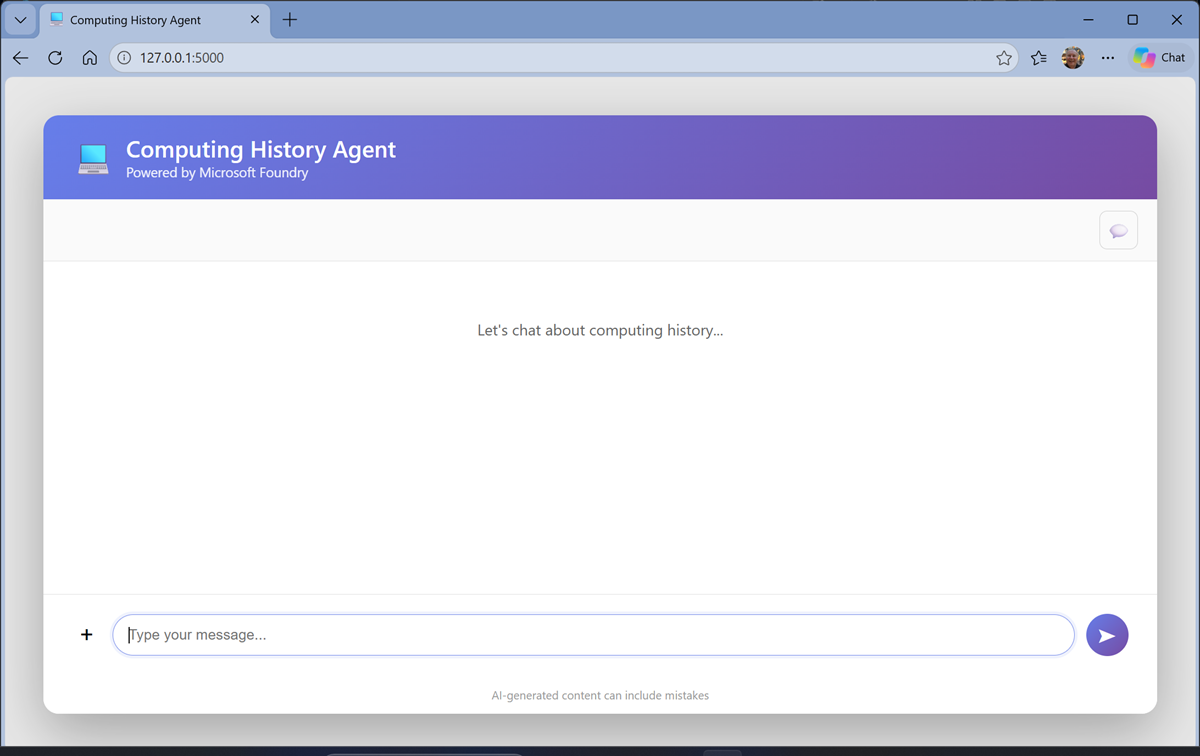 Computing History Agent
127.0.0.1:5000
Chat
Computing History Agent
Powered by Microsoft Foundry
Let's chat about computing history...
Type your message...
AI-generated content can include mistakes